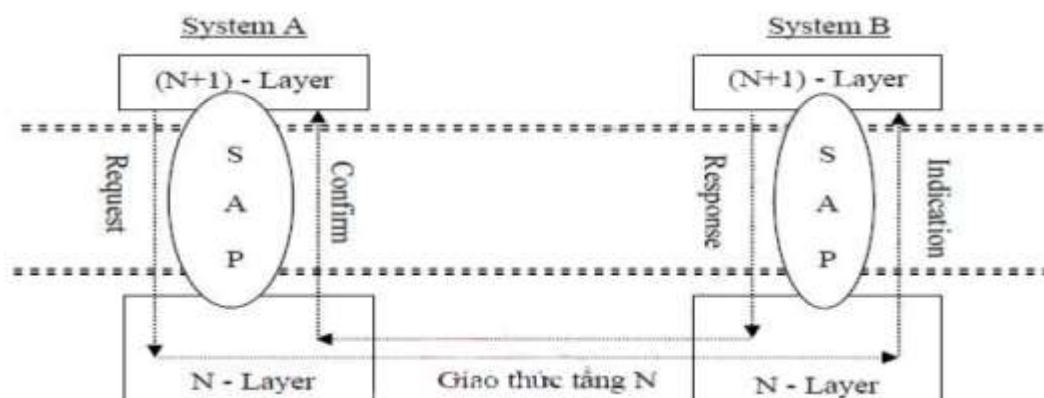 System A
System B
(N+1) - Layer
(N+1) - Layer
Request
S
A
P
Confirm
Response
S
A
P
Indication
N - Layer
Giao thức tầng N
N - Layer